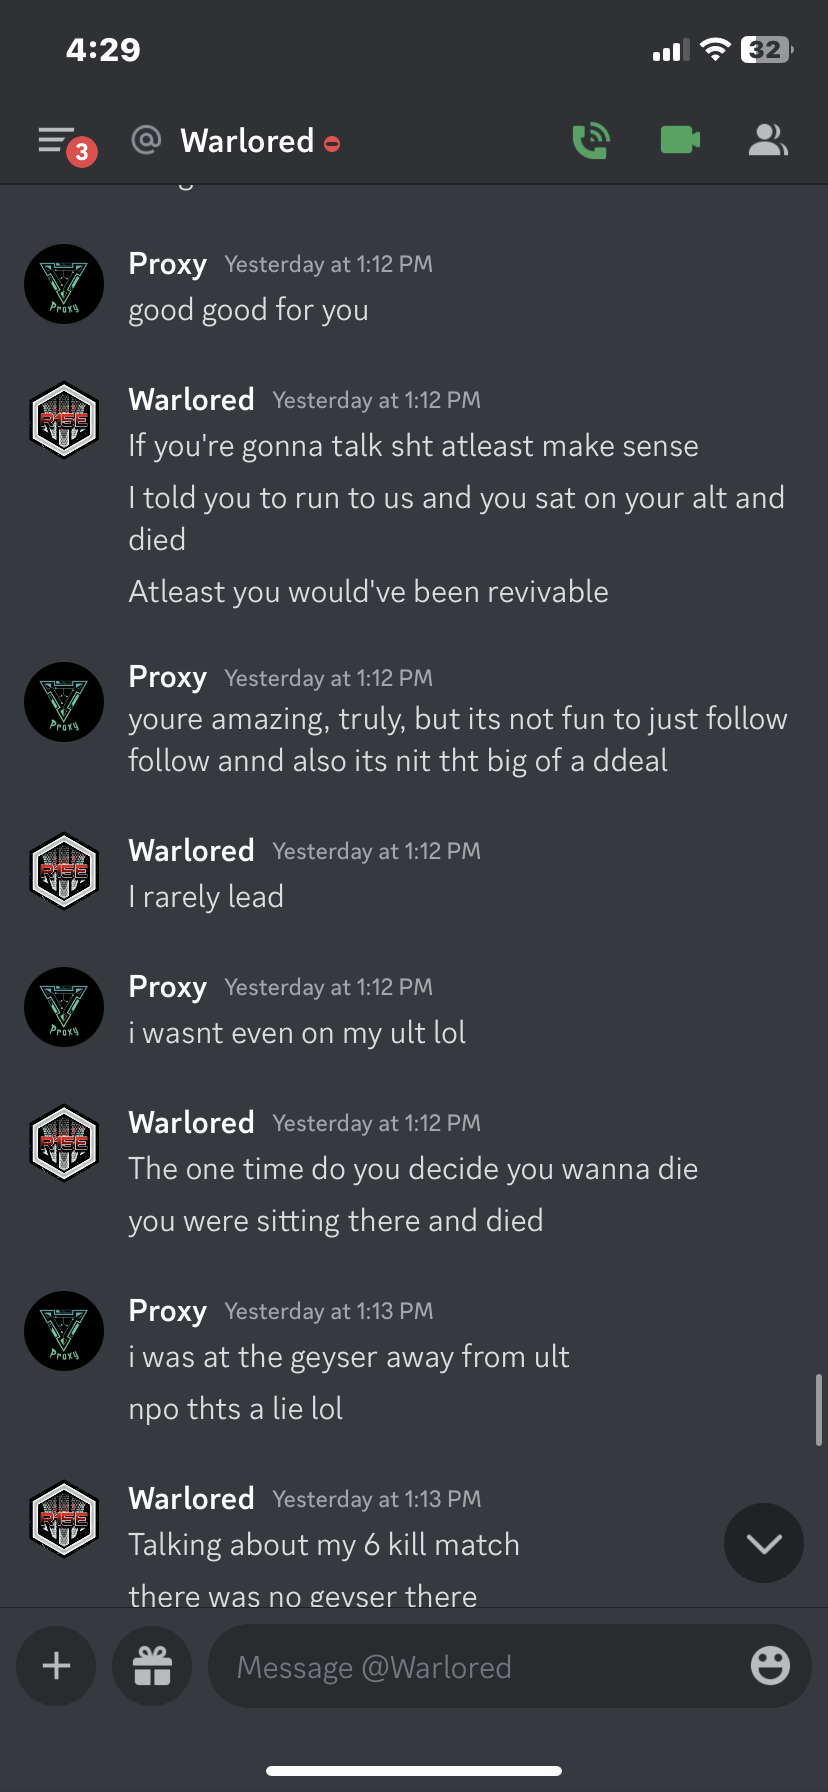 4:29
32
3
Warlored
Proxy Yesterday at 1:12 PM
good good for you
Warlored Yesterday at 1:12 PM
If you're gonna talk sht atleast make sense
I told you to run to us and you sat on your alt and
died
Atleast you would've been revivable
Proxy Yesterday at 1:12 PM
youre amazing, truly, but its not fun to just follow
follow annd also its nit tht big of a ddeal
Warlored Yesterday at 1:12 PM
I rarely lead
Proxy Yesterday at 1:12 PM
i wasnt even on my ult lol
Warlored Yesterday at 1:12 PM
The one time do you decide you wanna die
you were sitting there and died
Proxy Yesterday at 1:13 PM
i was at the geyser away from ult
npo thts a lie lol
Warlored Yesterday at 1:13 PM
Talking about my 6 kill match
there was no geyser there
Message @Warlored